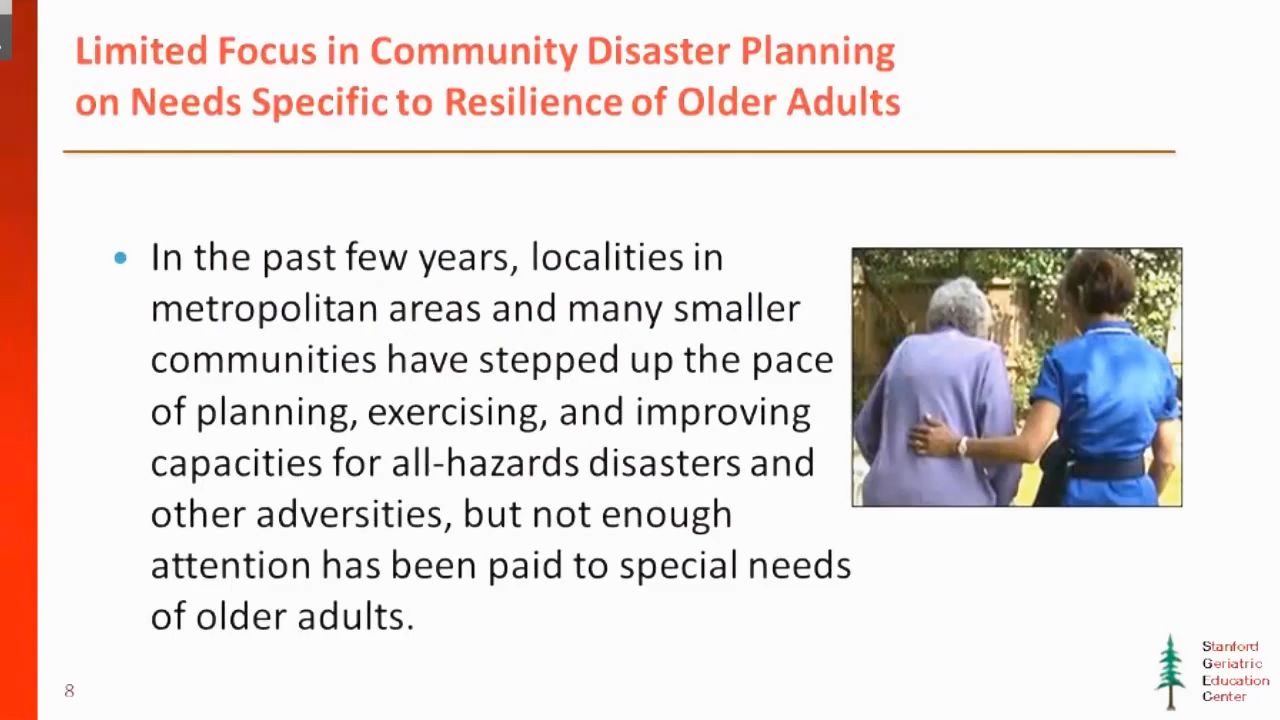 Limited Focus in Community Disaster Planning
on Needs Specific to Resilience of Older Adults
In the past few years, localities in
metropolitan areas and many smaller
communities have stepped up the pace
of planning, exercising, and improving
capacities for all-hazards disasters and
other adversities, but not enough
attention has been paid to special needs
of older adults.
8
Stanford
Geriatric
Education
Center